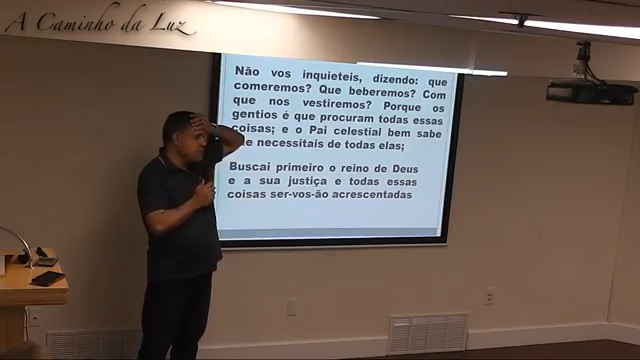 A Caminho da Luz
Não vos inquieteis, dizendo: que
comeremos? Que beberemos? Com
que nos vestiremos? Porque os
gentios é que procuram todas essas
coisas; e o Pai celestial bem sabe
que necessitais de todas elas;
Buscai primeiro o reino de Deus
e a sua justiça e todas essas
coisas ser-vos-ão acrescentadas